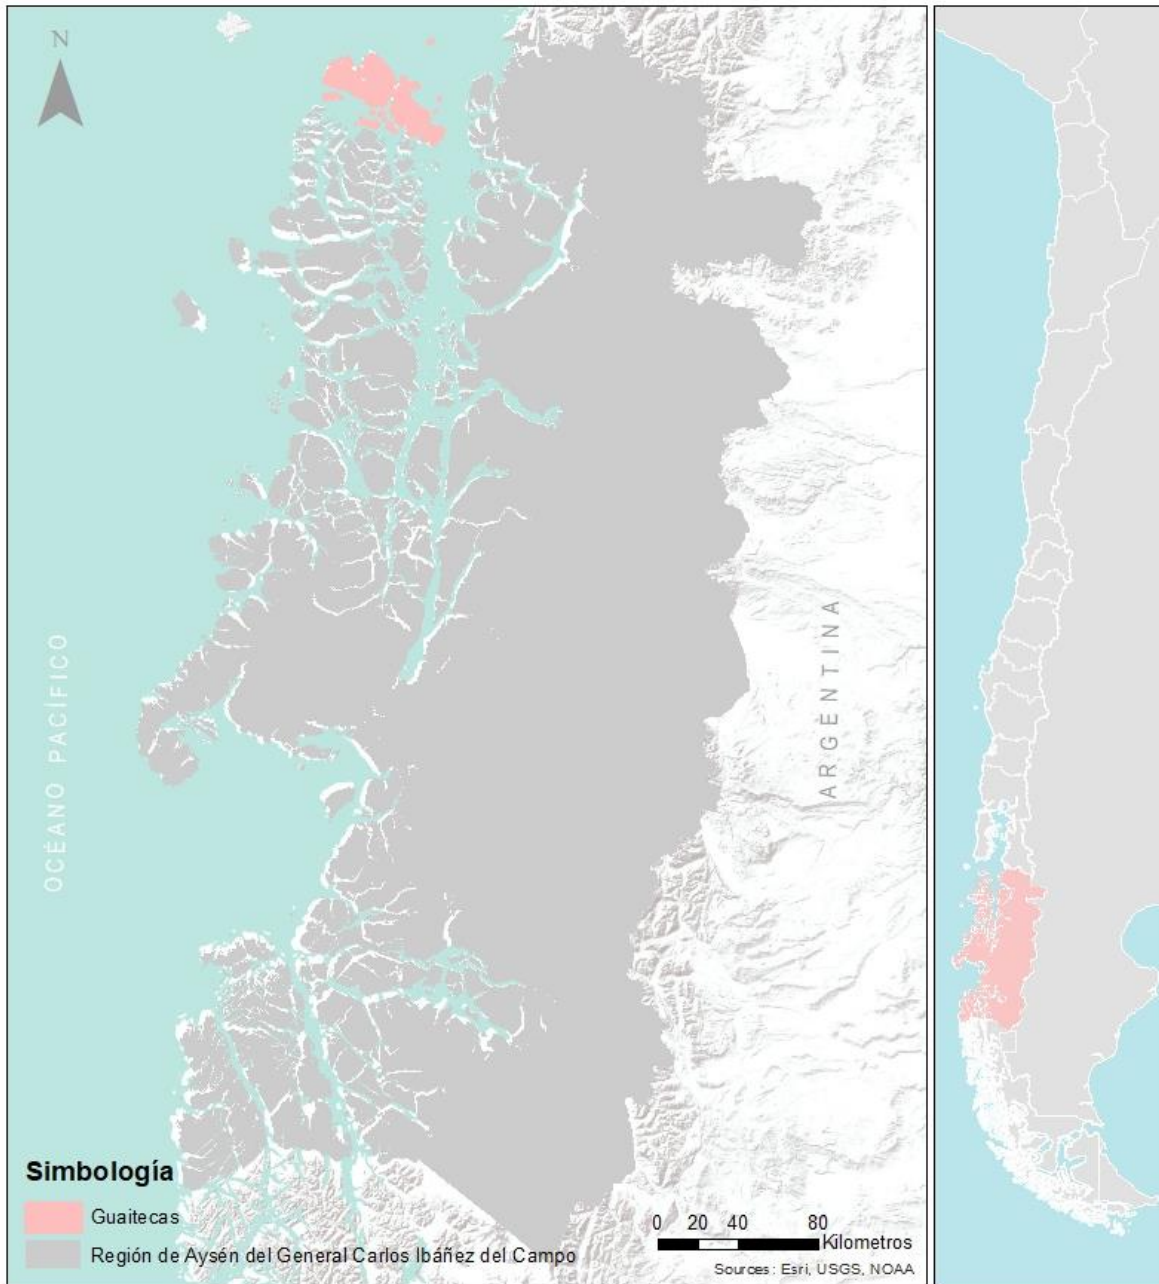 N
OCÉANO PACÍFICO
ARGENTINA
Simbología
Guaitecas
Región de Aysén del General Carlos Ibáñez del Campo
0 20 40 80
Kilometros
Sources: Esri, USGS, NOAA